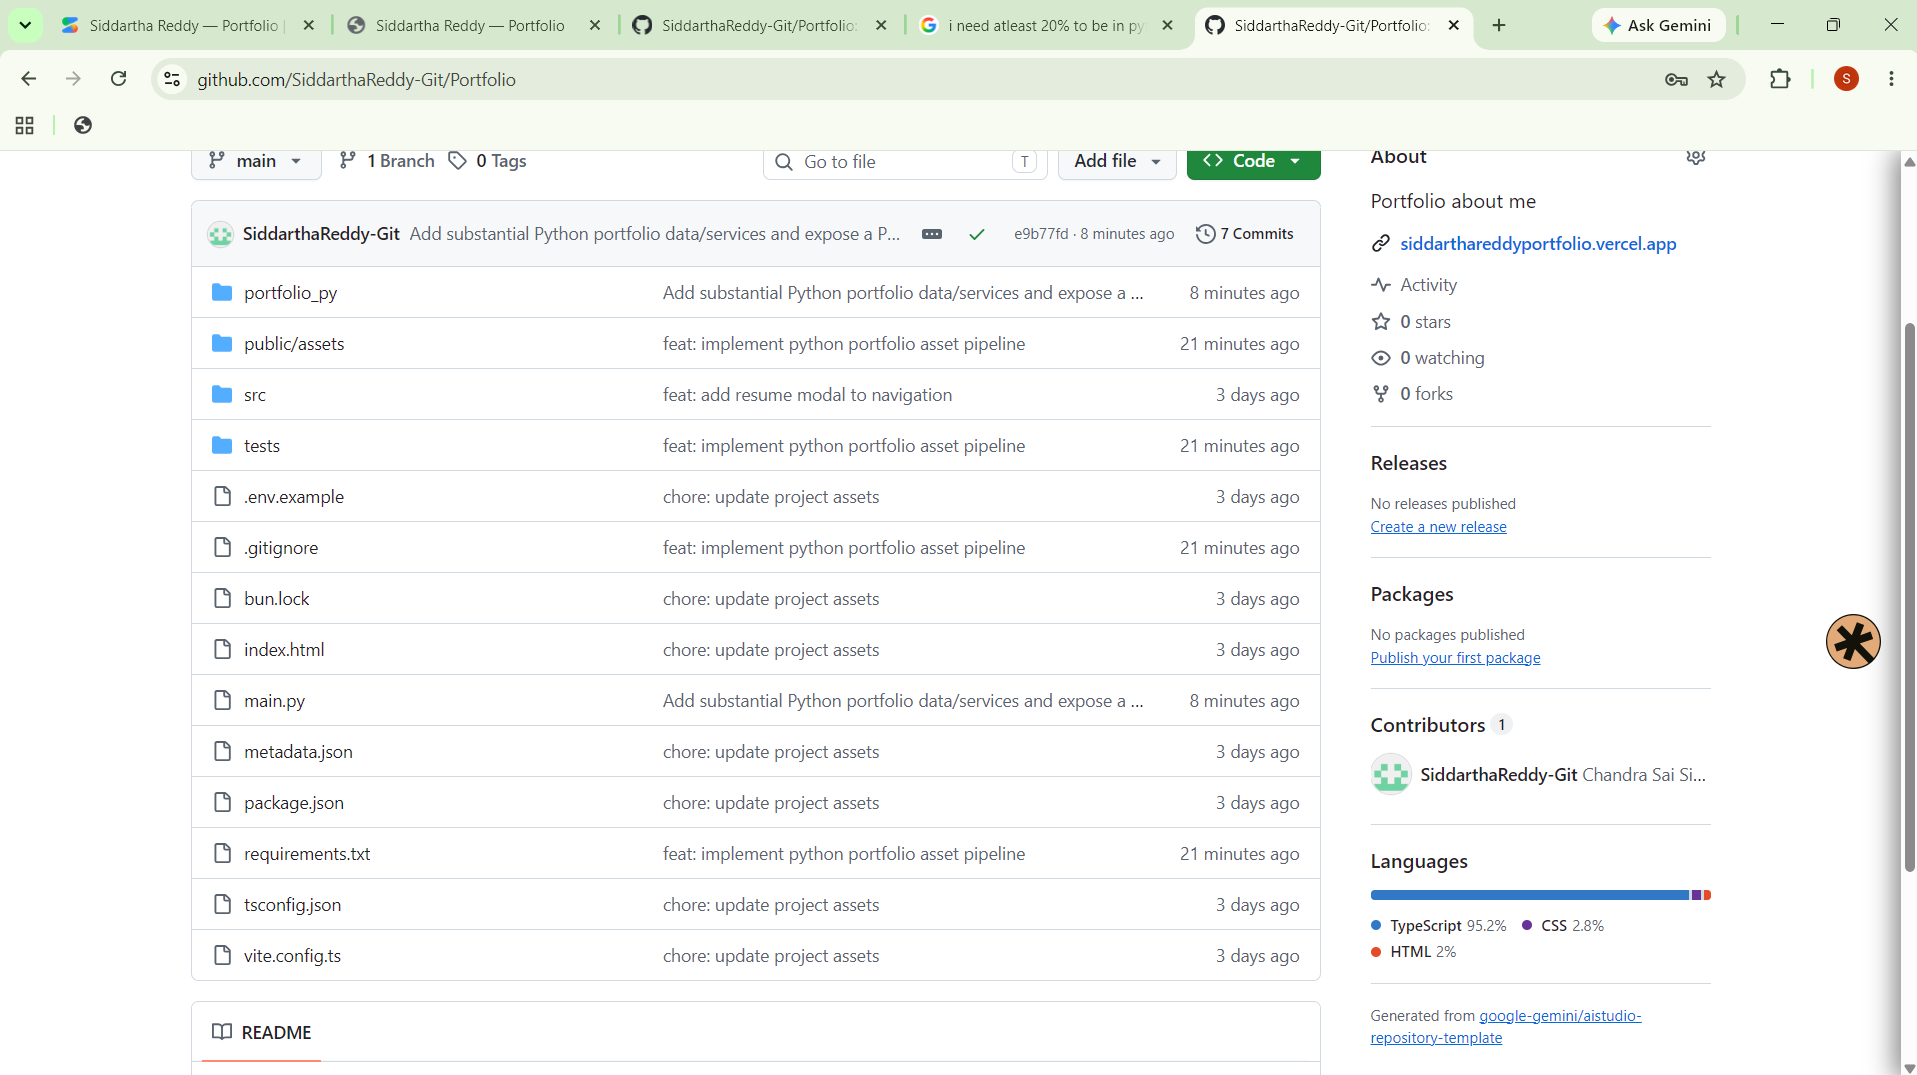 Siddartha Reddy — Portfolio |
Siddartha Reddy — Portfolio
SiddarthaReddy-Git/Portfolio:
i need atleast 20% to be in py
SiddarthaReddy-Git/Portfolio:
Ask Gemini
github.com/SiddarthaReddy-Git/Portfolio
S
main
1 Branch
0 Tags
Go to file
T
Add file
Code
SiddarthaReddy-Git Add substantial Python portfolio data/services and expose a P... e9b77fd · 8 minutes ago 7 Commits
portfolio_py Add substantial Python portfolio data/services and expose a ... 8 minutes ago
public/assets feat: implement python portfolio asset pipeline 21 minutes ago
src feat: add resume modal to navigation 3 days ago
tests feat: implement python portfolio asset pipeline 21 minutes ago
.env.example chore: update project assets 3 days ago
.gitignore feat: implement python portfolio asset pipeline 21 minutes ago
bun.lock chore: update project assets 3 days ago
index.html chore: update project assets 3 days ago
main.py Add substantial Python portfolio data/services and expose a ... 8 minutes ago
metadata.json chore: update project assets 3 days ago
package.json chore: update project assets 3 days ago
requirements.txt feat: implement python portfolio asset pipeline 21 minutes ago
tsconfig.json chore: update project assets 3 days ago
vite.config.ts chore: update project assets 3 days ago
README
About
Portfolio about me
siddarthareddyportfolio.vercel.app
Activity
0 stars
0 watching
0 forks
Releases
No releases published
Create a new release
Packages
No packages published
Publish your first package
Contributors 1
SiddarthaReddy-Git Chandra Sai Si...
Languages
TypeScript 95.2% CSS 2.8%
HTML 2%
Generated from google-gemini/aistudio-
repository-template